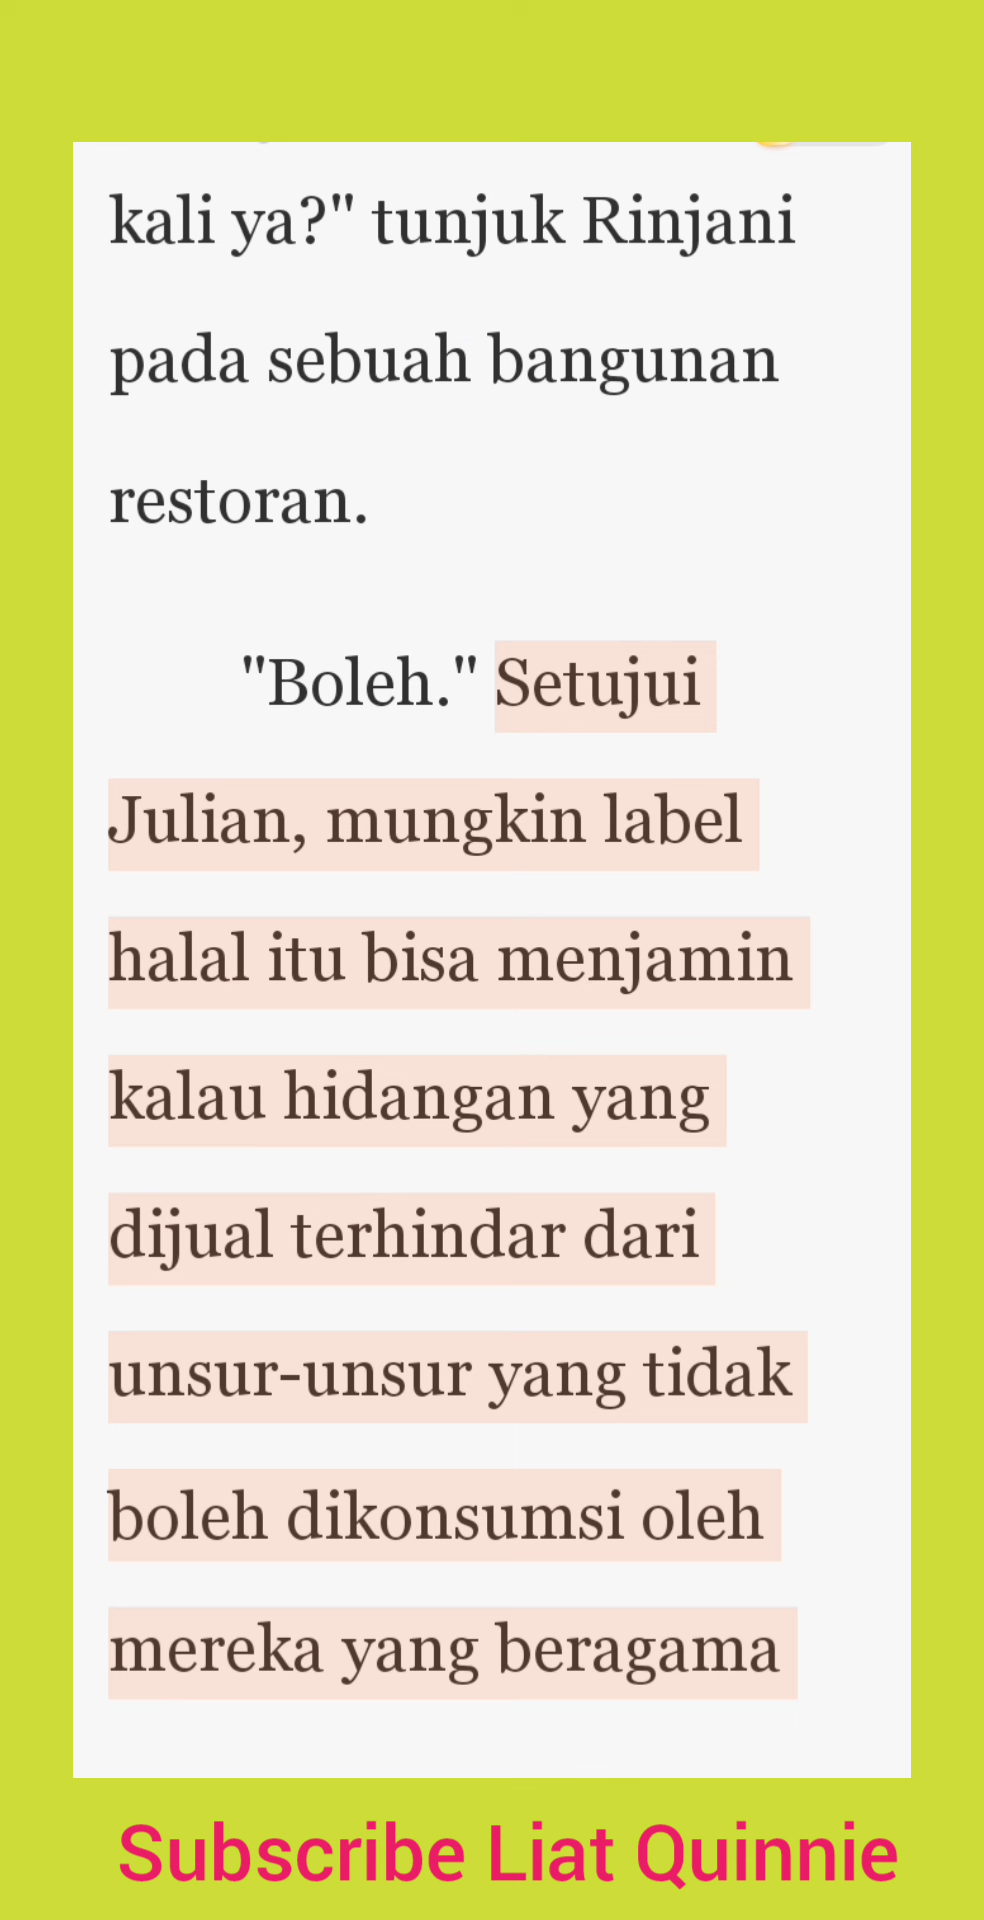 kali ya?" tunjuk Rinjani
pada sebuah bangunan
restoran.
"Boleh." Setujui
Julian, mungkin label
halal itu bisa menjamin
kalau hidangan yang
dijual terhindar dari
unsur-unsur yang tidak
boleh dikonsumsi oleh
mereka yang beragama
Subscribe Liat Quinnie